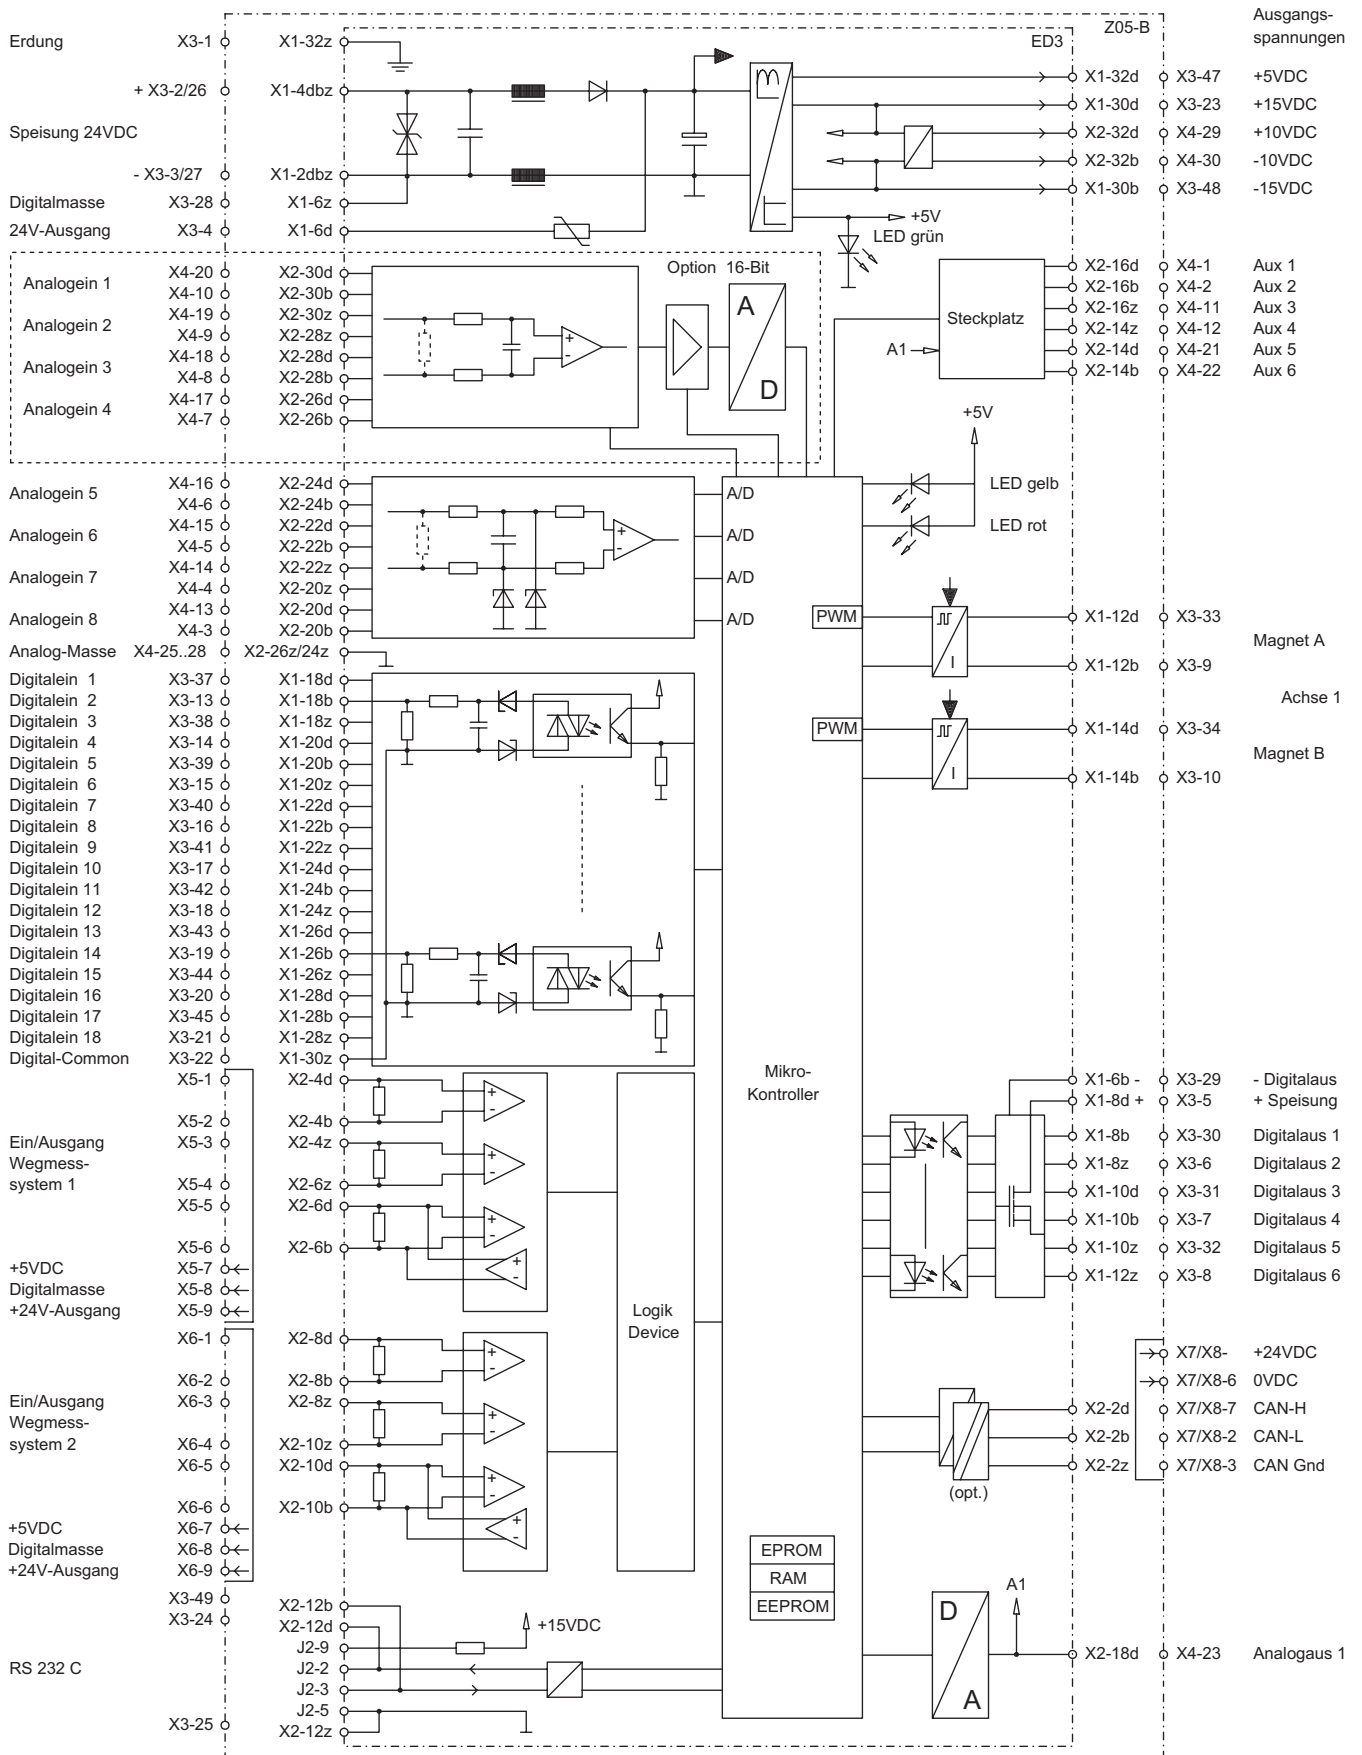 Erdung X3-1 X1-32z ED3 Z05-B Ausgangs-
spannungen
+ X3-2/26 X1-4dbz X1-32d X3-47 +5VDC
X1-30d X3-23 +15VDC
Speisung 24VDC X2-32d X4-29 +10VDC
X2-32b X4-30 -10VDC
- X3-3/27 X1-2dbz X1-30b X3-48 -15VDC
Digitalmasse X3-28 X1-6z
24V-Ausgang X3-4 X1-6d
+5V
LED grün
Option 16-Bit
Analogein 1 X4-20 X2-30d
X4-10 X2-30b
Analogein 2 X4-19 X2-30z
X4-9 X2-28z
Analogein 3 X4-18 X2-28d
X4-8 X2-28b
Analogein 4 X4-17 X2-26d
X4-7 X2-26b
+
-
A
D
Steckplatz
A1
X2-16d X4-1 Aux 1
X2-16b X4-2 Aux 2
X2-16z X4-11 Aux 3
X2-14z X4-12 Aux 4
X2-14d X4-21 Aux 5
X2-14b X4-22 Aux 6
+5V
LED gelb
LED rot
Analogein 5 X4-16 X2-24d A/D
X4-6 X2-24b
Analogein 6 X4-15 X2-22d A/D
X4-5 X2-22b
Analogein 7 X4-14 X2-22z A/D
X4-4 X2-20z
Analogein 8 X4-13 X2-20d A/D
X4-3 X2-20b
+
-
Analog-Masse X4-25..28 X2-26z/24z
PWM
I
X1-12d X3-33
Magnet A
X1-12b X3-9
Achse 1
PWM
I
X1-14d X3-34
Magnet B
X1-14b X3-10
Digitalein 1 X3-37 X1-18d
Digitalein 2 X3-13 X1-18b
Digitalein 3 X3-38 X1-18z
Digitalein 4 X3-14 X1-20d
Digitalein 5 X3-39 X1-20b
Digitalein 6 X3-15 X1-20z
Digitalein 7 X3-40 X1-22d
Digitalein 8 X3-16 X1-22b
Digitalein 9 X3-41 X1-22z
Digitalein 10 X3-17 X1-24d
Digitalein 11 X3-42 X1-24b
Digitalein 12 X3-18 X1-24z
Digitalein 13 X3-43 X1-26d
Digitalein 14 X3-19 X1-26b
Digitalein 15 X3-44 X1-26z
Digitalein 16 X3-20 X1-28d
Digitalein 17 X3-45 X1-28b
Digitalein 18 X3-21 X1-28z
Digital-Common X3-22 X1-30z
Mikro-
Kontroller
X5-1 X2-4d
+
-
X5-2 X2-4b
X5-3 X2-4z
+
-
Ein/Ausgang
Wegmess-
system 1
X5-4 X2-6z
X5-5 X2-6d
+
-
X5-6 X2-6b
+
-
+5VDC X5-7
Digitalmasse X5-8
+24V-Ausgang X5-9
Logik
Device
X1-6b - X3-29 - Digitalaus
X1-8d + X3-5 + Speisung
X1-8b X3-30 Digitalaus 1
X1-8z X3-6 Digitalaus 2
X1-10d X3-31 Digitalaus 3
X1-10b X3-7 Digitalaus 4
X1-10z X3-32 Digitalaus 5
X1-12z X3-8 Digitalaus 6
X6-1 X2-8d
+
-
X6-2 X2-8b
X6-3 X2-8z
+
-
Ein/Ausgang
Wegmess-
system 2
X6-4 X2-10z
X6-5 X2-10d
+
-
X6-6 X2-10b
+
-
+5VDC X6-7
Digitalmasse X6-8
+24V-Ausgang X6-9
X7/X8- +24VDC
X7/X8-6 0VDC
X2-2d X7/X8-7 CAN-H
X2-2b X7/X8-2 CAN-L
X2-2z X7/X8-3 CAN Gnd
(opt.)
EPROM
RAM
EEPROM
X3-49 X2-12b
X3-24 X2-12d
J2-9 +15VDC
RS 232 C J2-2
J2-3
J2-5
X3-25 X2-12z
D
A
A1
X2-18d X4-23 Analogaus 1